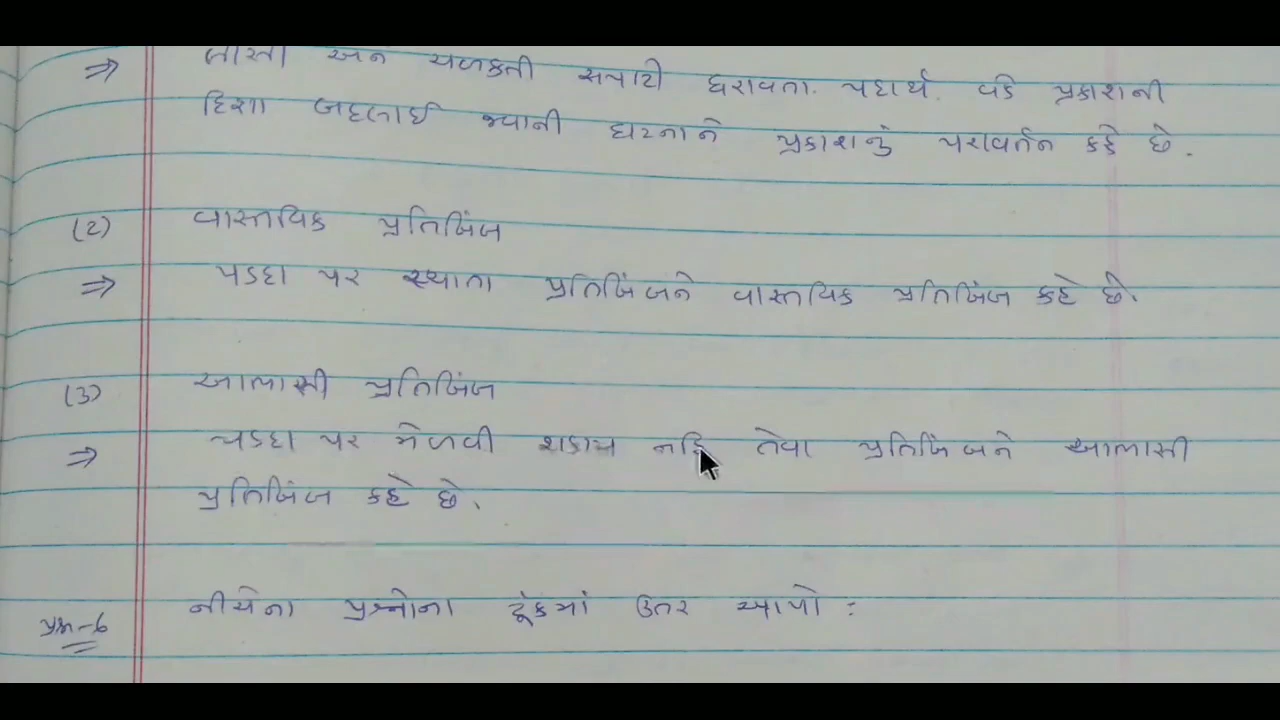 ⇒ લીસી અને ચળકતી સપાટી ધરાવતા પદાર્થ વડે પ્રકાશની
દિશા બદલાઈ જવાની ઘટનાને પ્રકાશનું પરાવર્તન કહે છે.
(2) વાસ્તવિક પ્રતિબિંબ
⇒ પડદા પર રચાતા પ્રતિબિંબને વાસ્તવિક પ્રતિબિંબ કહે છે.
(3) આભાસી પ્રતિબિંબ
⇒ પડદા પર મેળવી શકાય નહિ તેવા પ્રતિબિંબને આભાસી
પ્રતિબિંબ કહે છે.
પ્રશ્ન-6 નીચેના પ્રશ્નોના ટૂંકમાં ઉતર આપો :